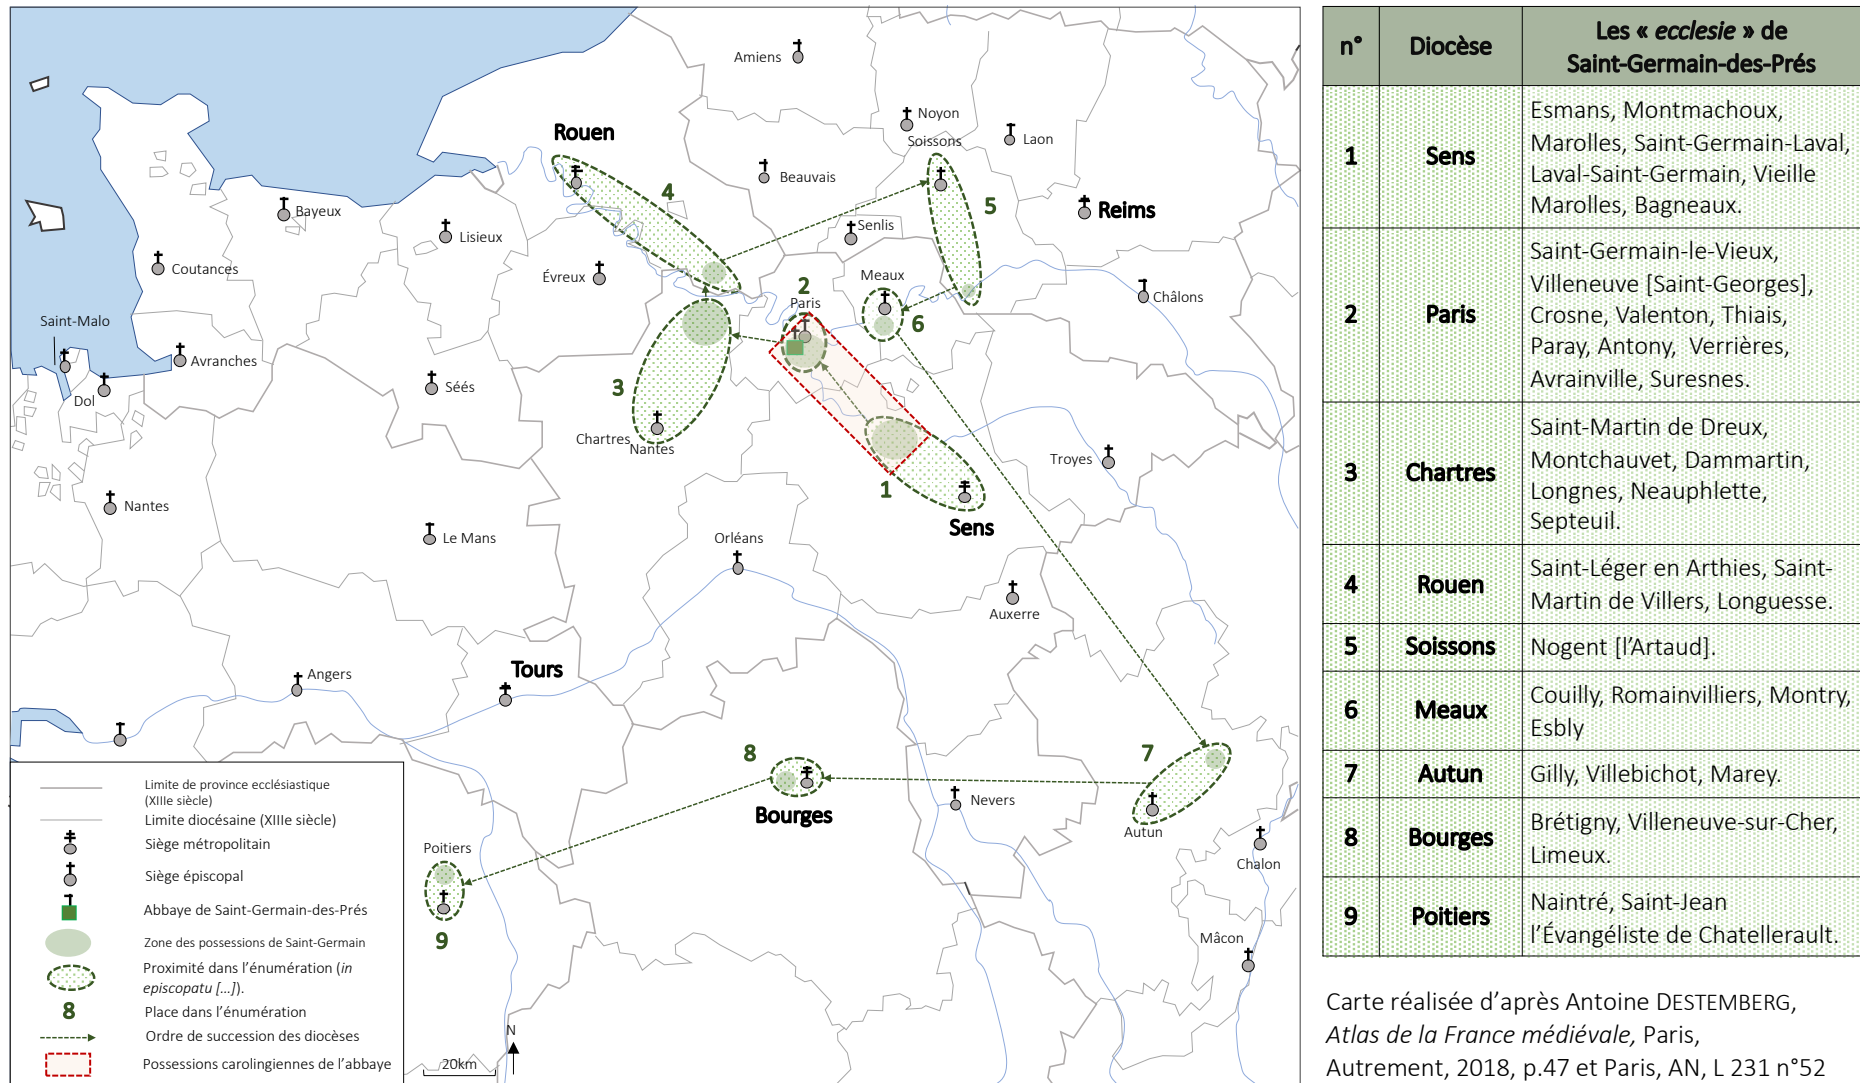 Amiens
Noyon
Soissons
Laon
Rouen
4
Beauvais
5
Reims
Bayeux
Lisieux
Senlis
Coutances
Évreux
Meaux
Châlons
2
Paris
6
Saint-Malo
Avranches
Dol
Séés
3
Chartres
Nantes
Troyes
1
Nantes
Le Mans
Sens
Orléans
Auxerre
Angers
Tours
8
7
Bourges
Nevers
Autun
Chalon
Poitiers
9
Mâcon
Limite de province ecclésiastique
(XIIIe siècle)
Limite diocésaine (XIIIe siècle)
Siège métropolitain
Siège épiscopal
Abbaye de Saint-Germain-des-Prés
Zone des possessions de Saint-Germain
Proximité dans l'énumération (in
episcopatu [...]).
8
Place dans l'énumération
Ordre de succession des diocèses
Possessions carolingiennes de l'abbaye
20km
N
n° Diocèse Les « ecclesie » de
Saint-Germain-des-Prés
1 Sens
Esmans, Montmachoux,
Marolles, Saint-Germain-Laval,
Laval-Saint-Germain, Vieille
Marolles, Bagneaux.
2 Paris
Saint-Germain-le-Vieux,
Villeneuve [Saint-Georges],
Crosne, Valenton, Thiais,
Paray, Antony, Verrières,
Avrainville, Suresnes.
3 Chartres
Saint-Martin de Dreux,
Montchauvet, Dammartin,
Longnes, Neauphlette,
Septeuil.
4 Rouen
Saint-Léger en Arthies, Saint-
Martin de Villers, Longuesse.
5 Soissons Nogent [l'Artaud].
6 Meaux
Couilly, Romainvilliers, Montry,
Esbly
7 Autun Gilly, Villebichot, Marey.
8 Bourges
Brétigny, Villeneuve-sur-Cher,
Limeux.
9 Poitiers
Naintré, Saint-Jean
l'Évangéliste de Chatellerault.
Carte réalisée d'après Antoine DESTEMBERG,
Atlas de la France médiévale, Paris,
Autrement, 2018, p.47 et Paris, AN, L 231 n°52